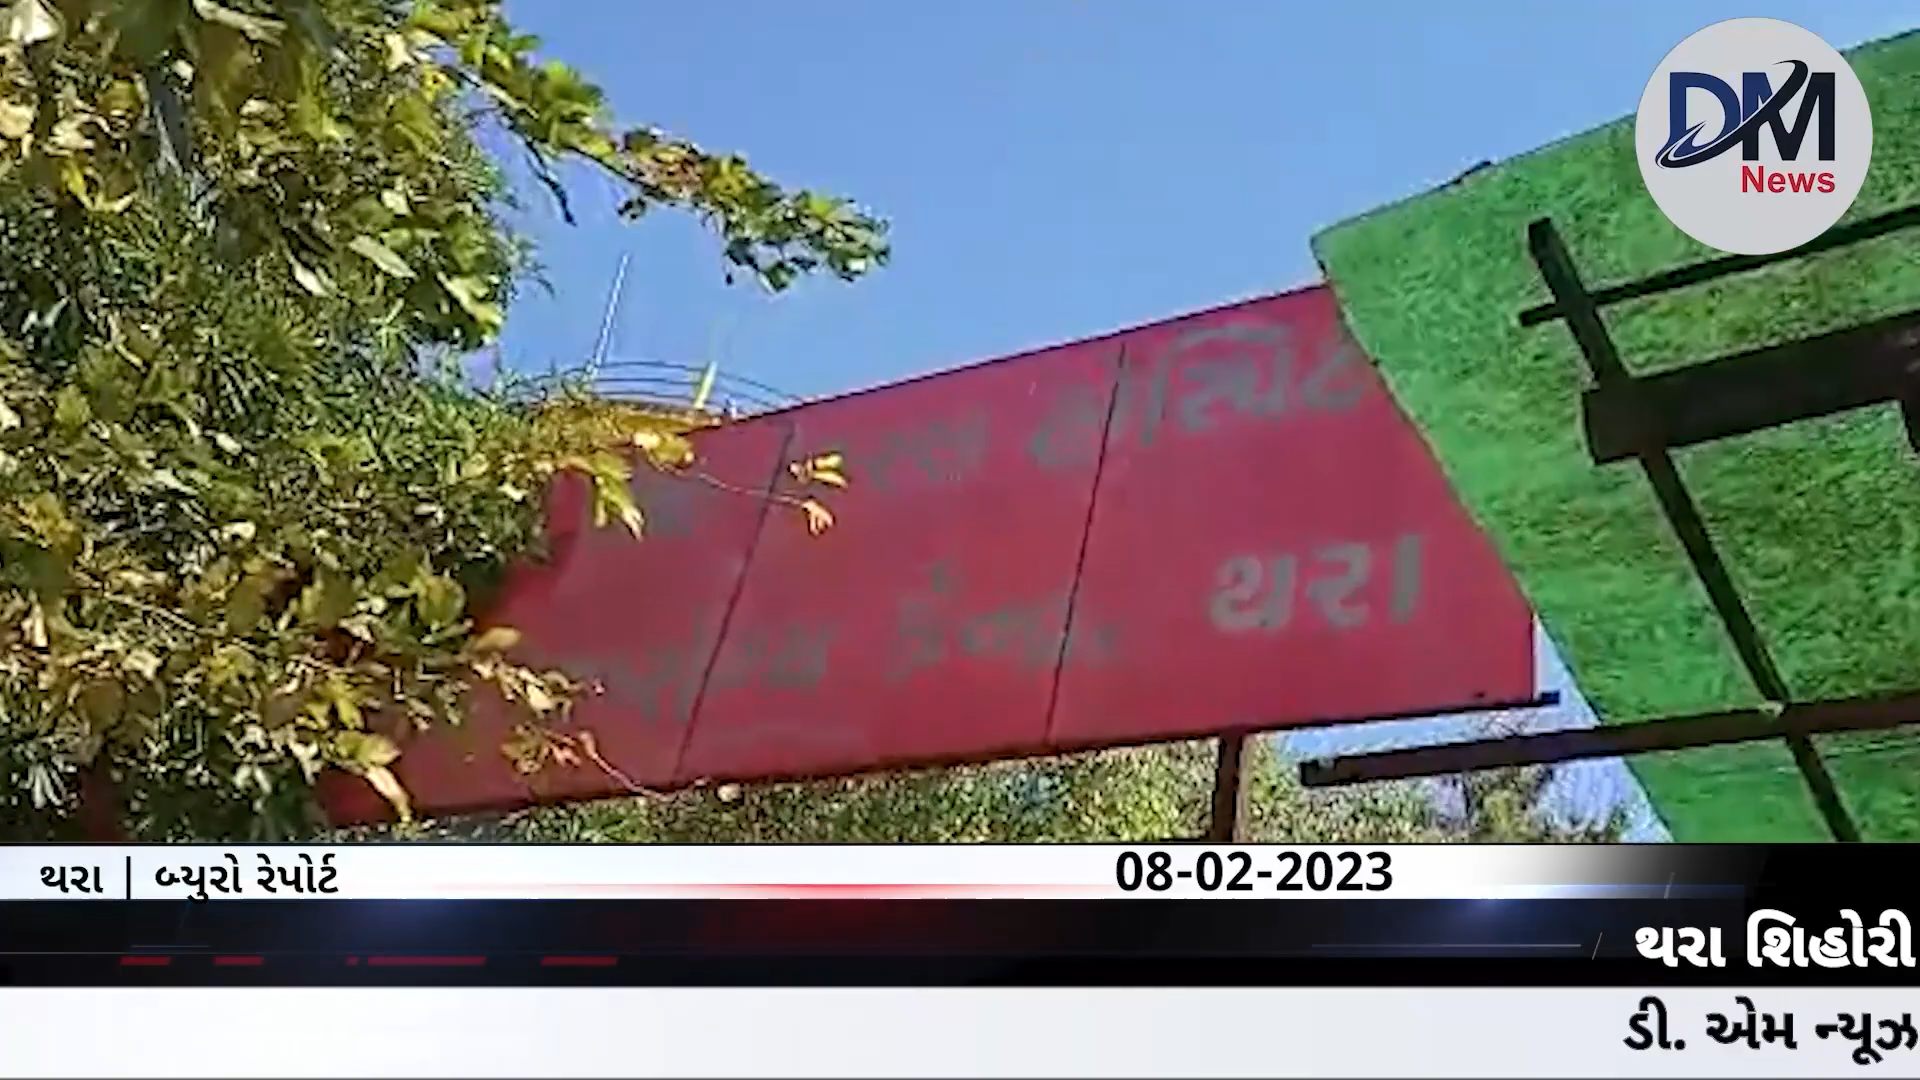 DM
News
હોસ્પિટ
થરા
થરા | બ્યુરો રેપોર્ટ
08-02-2023
થરા શિહોરી
ડી. એમ ન્યૂઝ